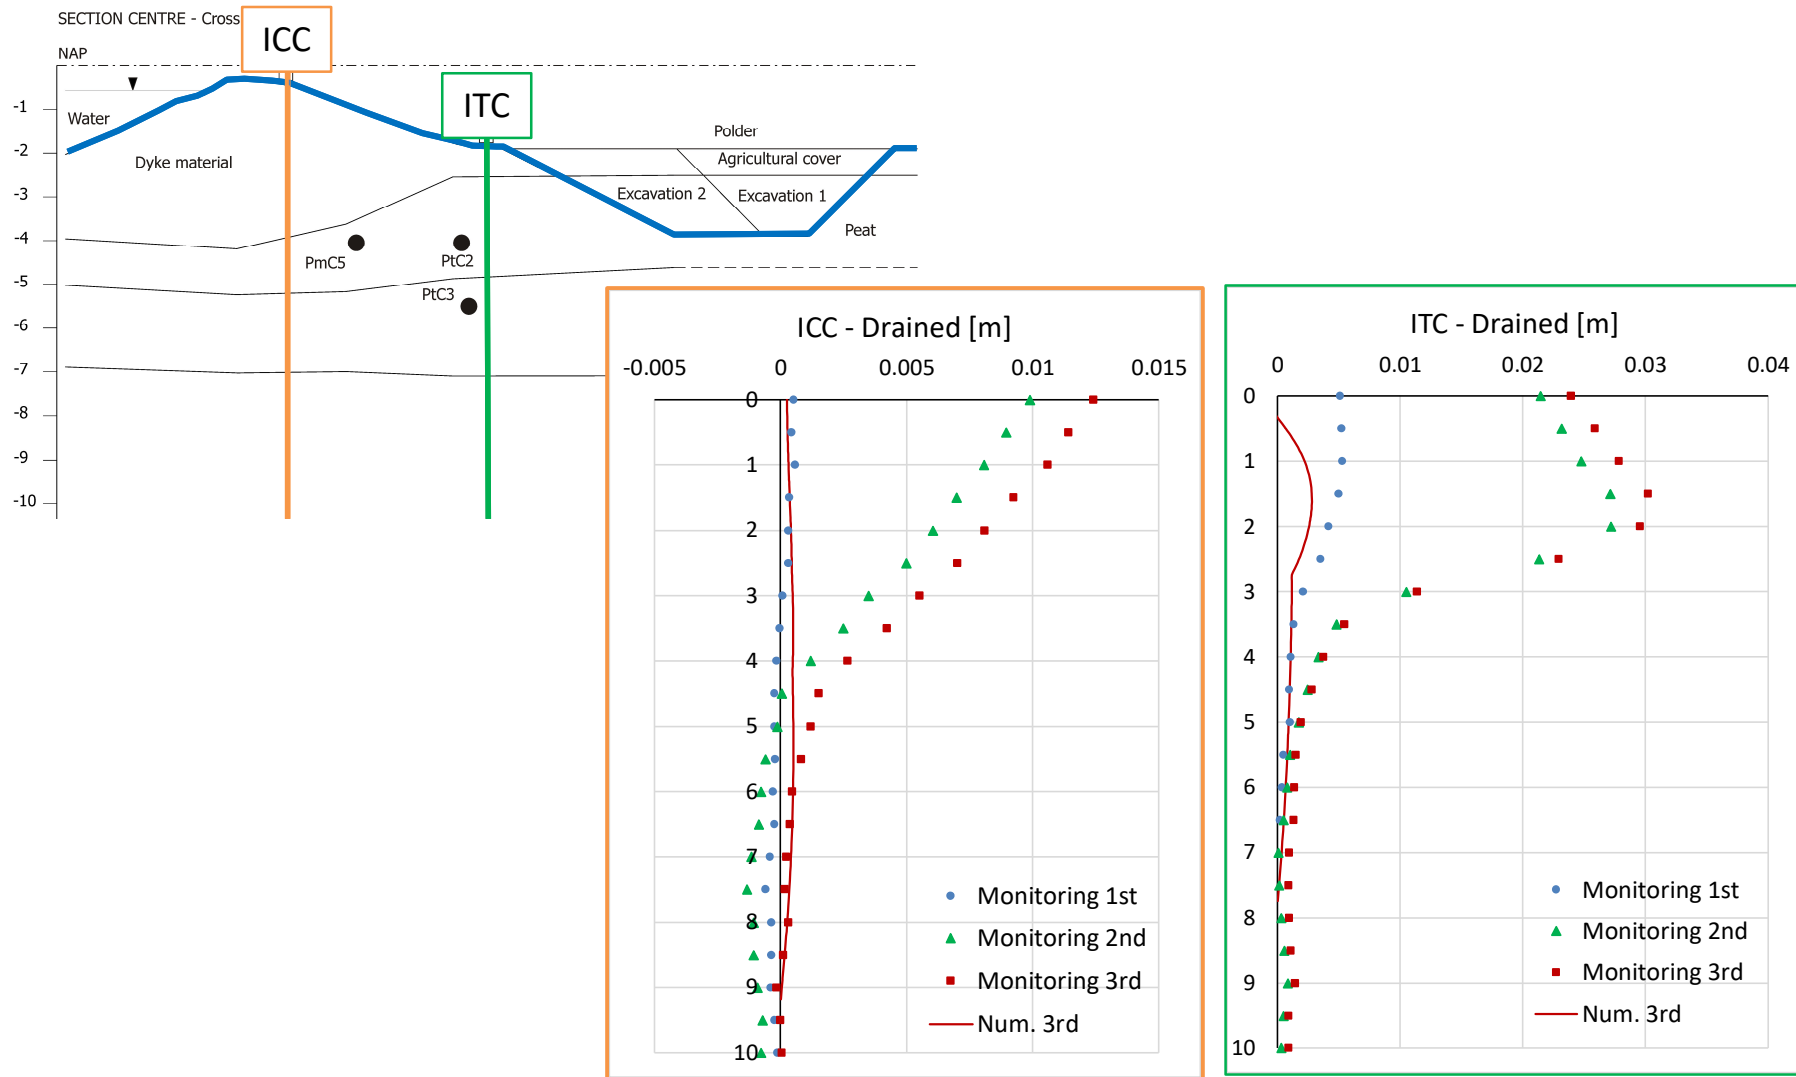 SECTION CENTRE - Cross
ICC
NAP
ITC
-1
Water
Polder
-2
Dyke material
Agricultural cover
-3
Excavation 2
Excavation 1
-4
Peat
PmC5
PtC2
-5
PtC3
-6
-7
-8
-9
-10
ICC - Drained [m]
-0.005 0 0.005 0.01 0.015
0
1
2
3
4
5
6
7
8
9
10
Monitoring 1st
Monitoring 2nd
Monitoring 3rd
Num. 3rd
ITC - Drained [m]
0 0.01 0.02 0.03 0.04
0
1
2
3
4
5
6
7
8
9
10
Monitoring 1st
Monitoring 2nd
Monitoring 3rd
Num. 3rd